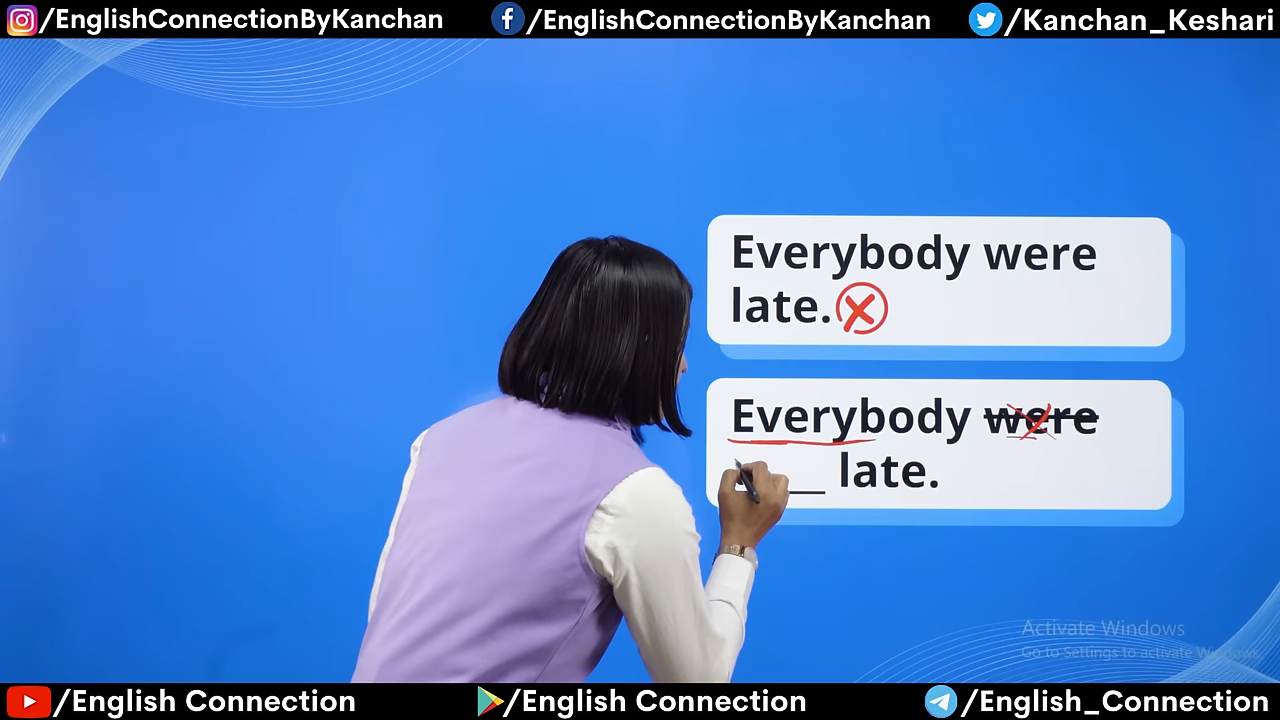 /EnglishConnectionByKanchan /EnglishConnectionByKanchan /Kanchan_Keshari
Everybody were
late.
Everybody were
__ late.
Activate Windows
Go to Settings to activate Windows.
/English Connection /English Connection /English_Connection